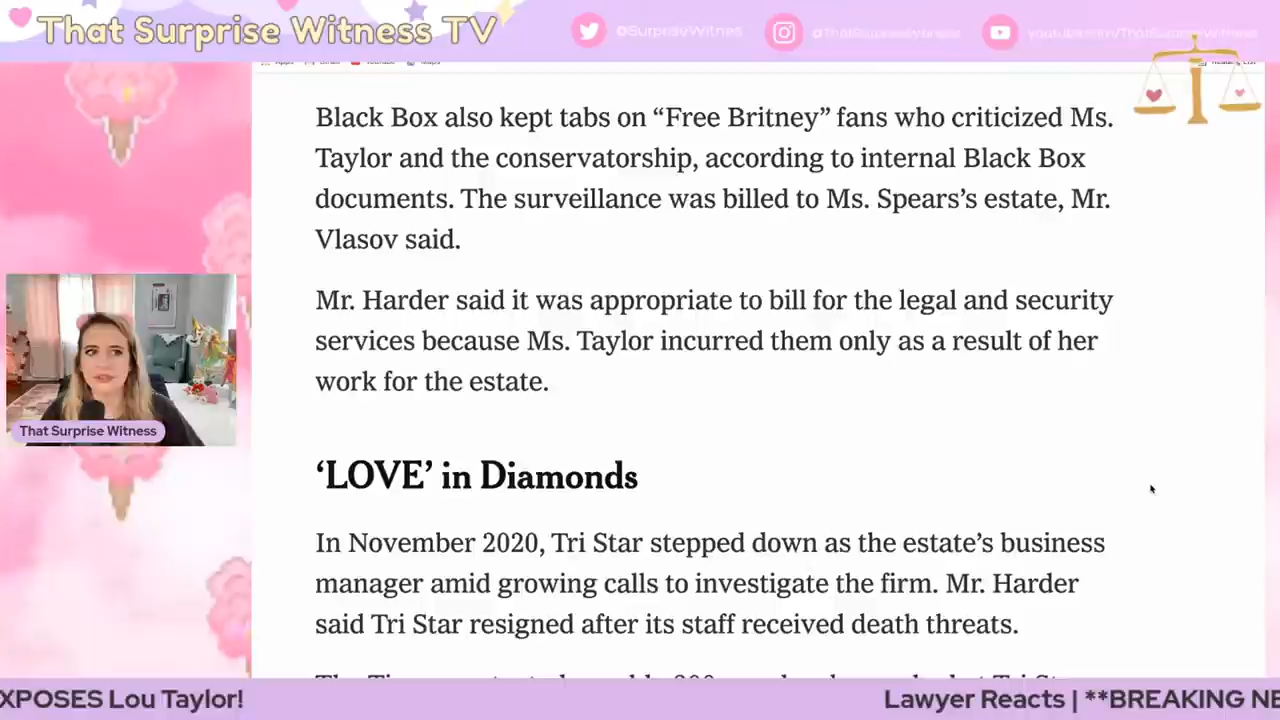 That Surprise Witness TV
@SurpriseWitnes
@ThatSurpriseWitness
youtube.com/ThatSurpriseWitness
Black Box also kept tabs on “Free Britney” fans who criticized Ms.
Taylor and the conservatorship, according to internal Black Box
documents. The surveillance was billed to Ms. Spears’s estate, Mr.
Vlasov said.
Mr. Harder said it was appropriate to bill for the legal and security
services because Ms. Taylor incurred them only as a result of her
work for the estate.
That Surprise Witness
‘LOVE’ in Diamonds
In November 2020, Tri Star stepped down as the estate’s business
manager amid growing calls to investigate the firm. Mr. Harder
said Tri Star resigned after its staff received death threats.
XPOSES Lou Taylor!
Lawyer Reacts | **BREAKING NE